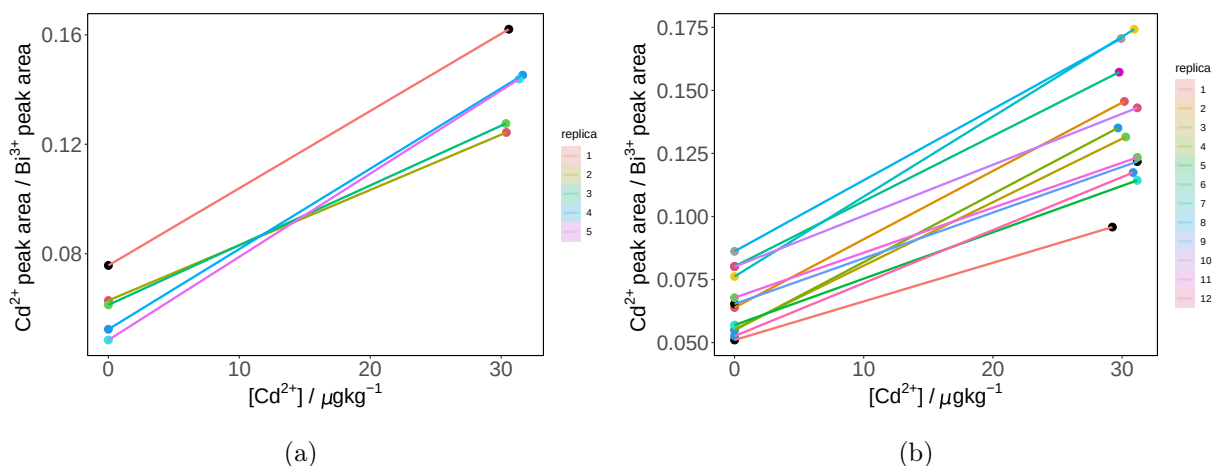 0.16
0.12
0.08
0 10 20 30
Cd²⁺ peak area / Bi³⁺ peak area
[Cd²⁺] / μgkg⁻¹
replica
1
2
3
4
5
(a)
0.175
0.150
0.125
0.100
0.075
0.050
0 10 20 30
Cd²⁺ peak area / Bi³⁺ peak area
[Cd²⁺] / μgkg⁻¹
replica
1
2
3
4
5
6
7
8
9
10
11
12
(b)